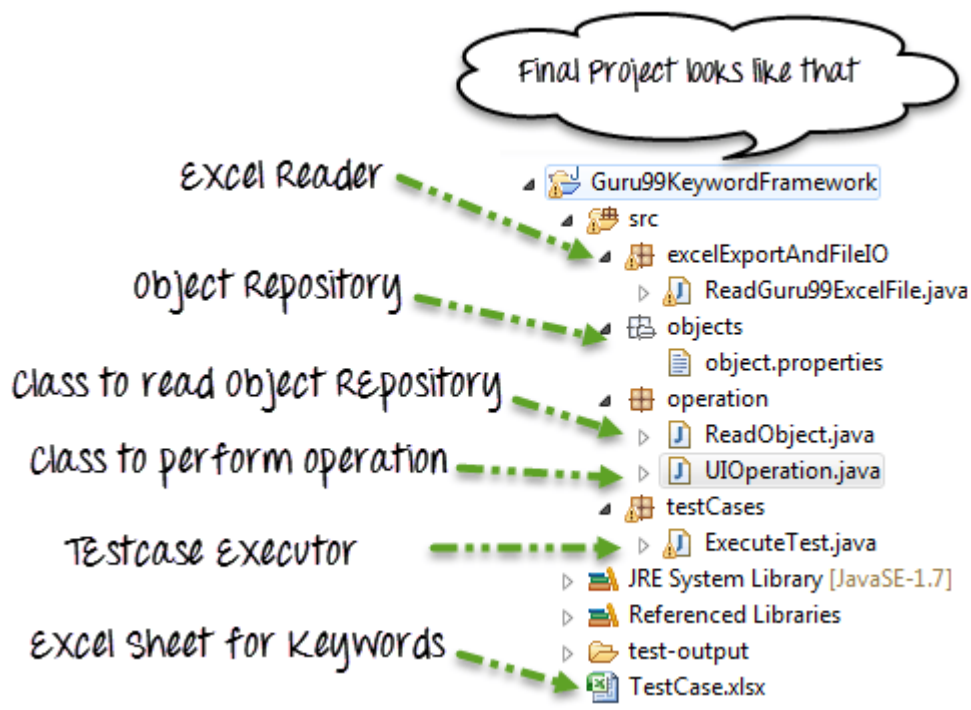 Final Project looks like that
Excel Reader
Guru99KeywordFramework
src
excelExportAndFileIO
ReadGuru99ExcelFile.java
Object Repository
objects
object.properties
Class to read Object REpository
operation
ReadObject.java
Class to perform operation
UIOperation.java
testCases
TEstcase Executor
ExecuteTest.java
JRE System Library [JavaSE-1.7]
Referenced Libraries
Excel Sheet for Keywords
test-output
TestCase.xlsx